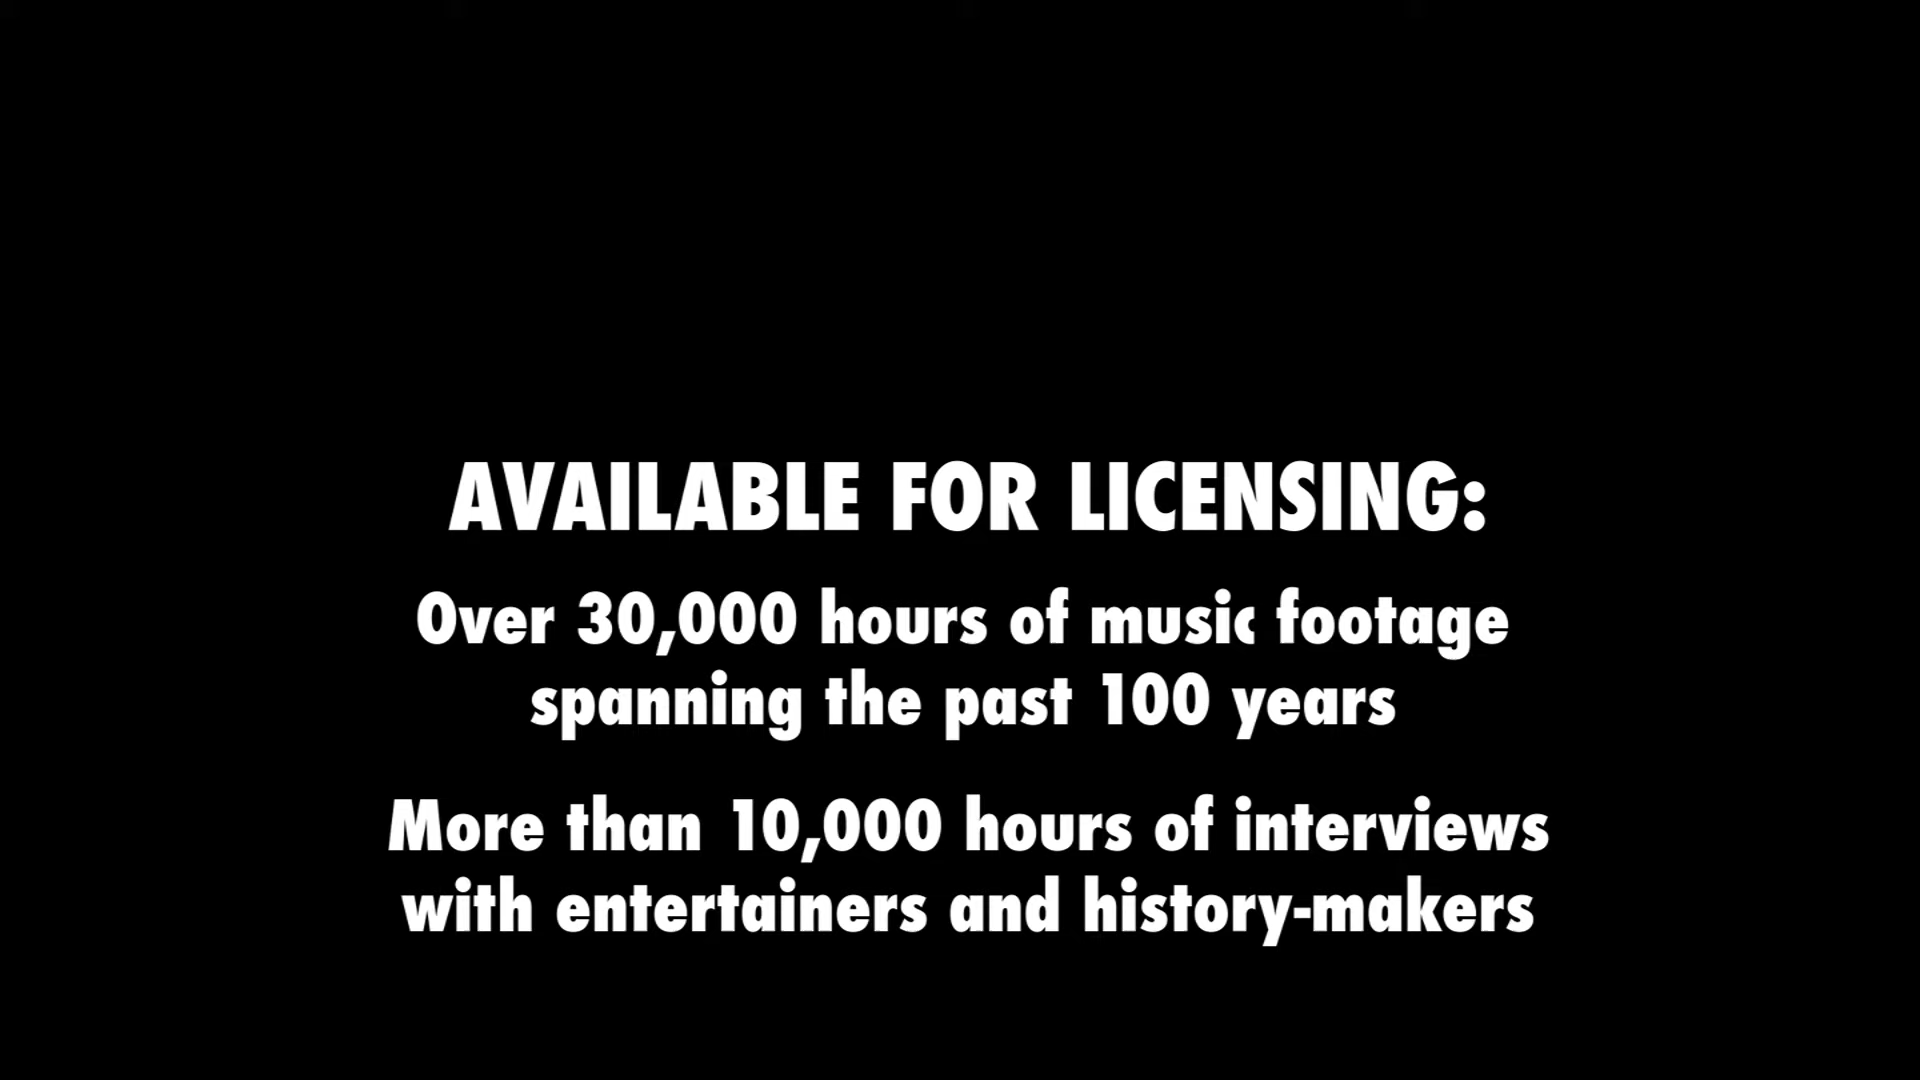 AVAILABLE FOR LICENSING:
Over 30,000 hours of music footage
spanning the past 100 years
More than 10,000 hours of interviews
with entertainers and history-makers